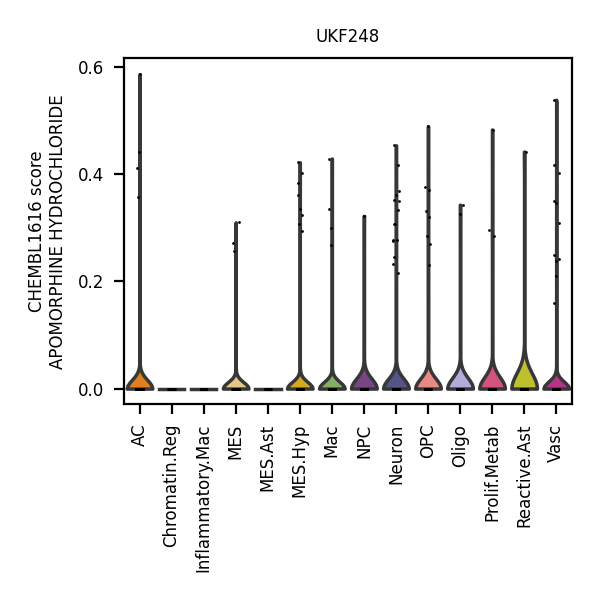 UKF248
CHEMBL1616 score
APOMORPHINE HYDROCHLORIDE
0.6
0.4
0.2
0.0
AC
Chromatin.Reg
Inflammatory.Mac
MES
MES.Ast
MES.Hyp
Mac
NPC
Neuron
OPC
Oligo
Prolif.Metab
Reactive.Ast
Vasc